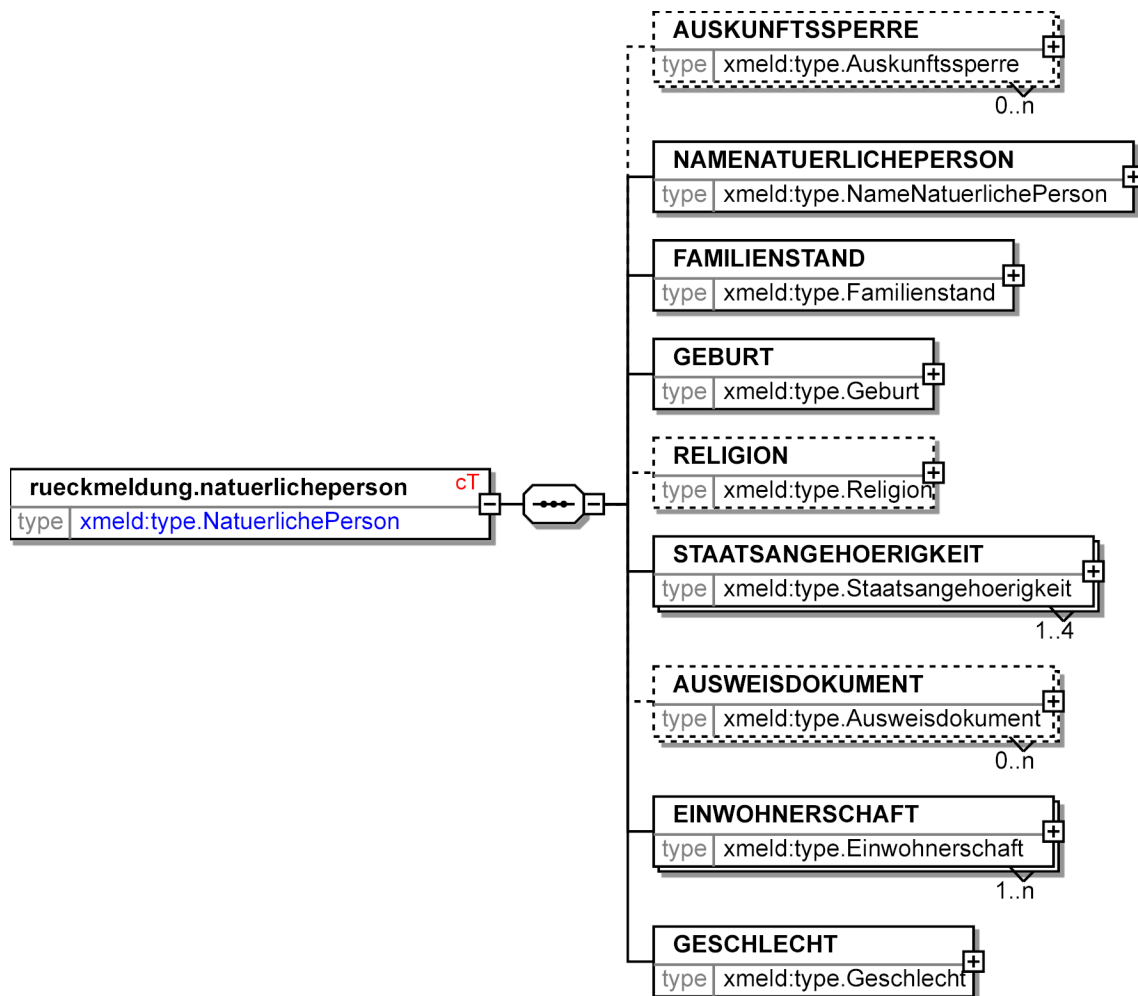 AUSKUNFTSSPERRE
type xmeld:type.Auskunftssperre
0..n
NAMENATUERLICHEPERSON
type xmeld:type.NameNatuerlichePerson
FAMILIENSTAND
type xmeld:type.Familienstand
GEBURT
type xmeld:type.Geburt
RELIGION
type xmeld:type.Religion
rueckmeldung.natuerlicheperson cT
type xmeld:type.NatuerlichePerson
STAATSANGEHOERIGKEIT
type xmeld:type.Staatsangehoerigkeit
1..4
AUSWEISDOKUMENT
type xmeld:type.Ausweisdokument
0..n
EINWOHNERSCHAFT
type xmeld:type.Einwohnerschaft
1..n
GESCHLECHT
type xmeld:type.Geschlecht